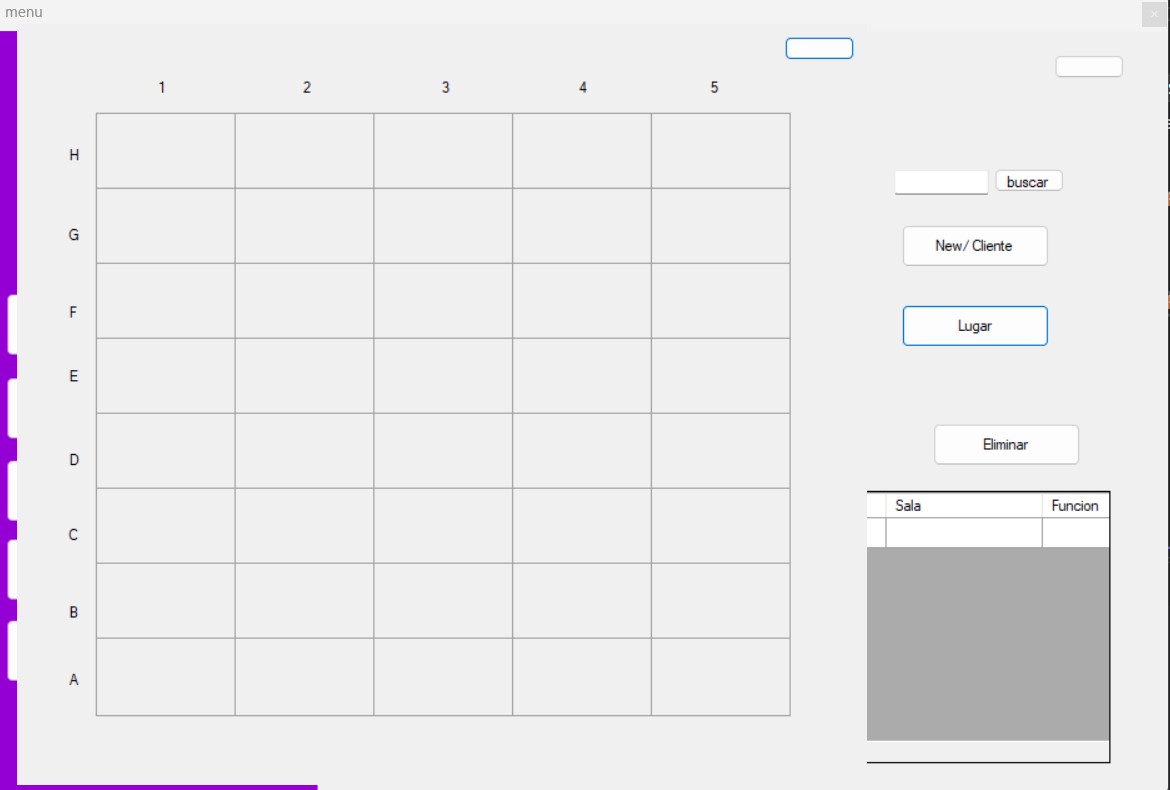 menu
1 2 3 4 5
H
G
F
E
D
C
B
A
buscar
New/ Cliente
Lugar
Eliminar
Sala Funcion